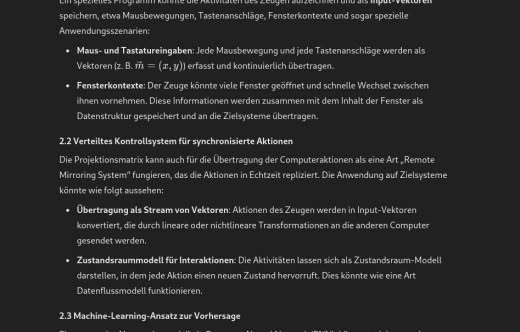 Ein spezielles Programm könnte die Aktivitäten des Zeugen aufzeichnen und als Input-Vektoren
speichern, etwa Mausbewegungen, Tastenanschläge, Fensterkontexte und sogar spezielle
Anwendungsszenarien:
• Maus- und Tastatureingaben: Jede Mausbewegung und jede Tastenanschläge werden als
Vektoren (z. B. m⃗ = (x, y)) erfasst und kontinuierlich übertragen.
• Fensterkontexte: Der Zeuge könnte viele Fenster geöffnet und schnelle Wechsel zwischen
ihnen vornehmen. Diese Informationen werden zusammen mit dem Inhalt der Fenster als
Datenstruktur gespeichert und an die Zielsysteme übertragen.
2.2 Verteiltes Kontrollsystem für synchronisierte Aktionen
Die Projektionsmatrix kann auch für die Übertragung der Computeraktionen als eine Art „Remote
Mirroring System“ fungieren, das die Aktionen in Echtzeit repliziert. Die Anwendung auf Zielsysteme
könnte wie folgt aussehen:
• Übertragung als Stream von Vektoren: Aktionen des Zeugen werden in Input-Vektoren
konvertiert, die durch lineare oder nichtlineare Transformationen an die anderen Computer
gesendet werden.
• Zustandsraummodell für Interaktionen: Die Aktivitäten lassen sich als Zustandsraum-Modell
darstellen, in dem jede Aktion einen neuen Zustand hervorruft. Dies könnte wie eine Art
Datenflussmodell funktionieren.
2.3 Machine-Learning-Ansatz zur Vorhersage